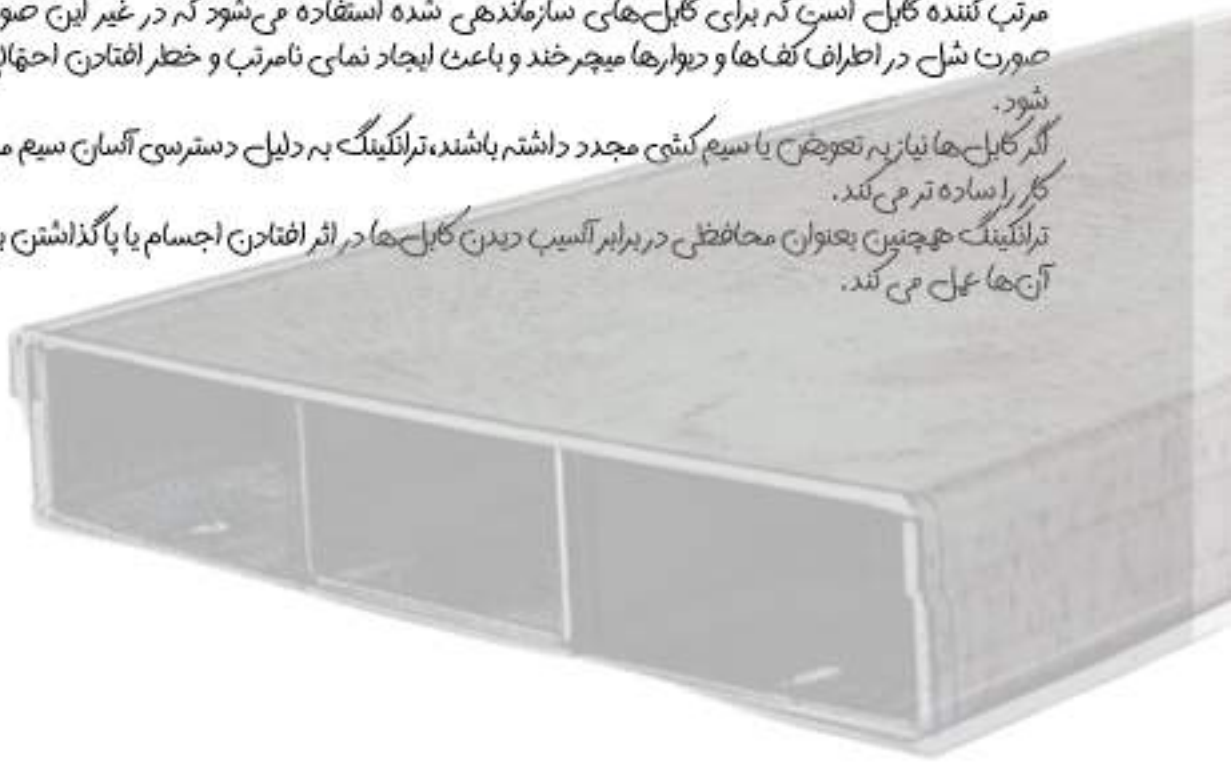 مرتب کننده کابل است که برای کابل‌های سازماندهی شده استفاده می‌شود که در غیر این
صورت شل در اطراف کف‌ها و دیوارها میچرخند و باعث ایجاد نمای نامرتب و خطر افتادن
شود.
اگر کابل‌ها نیاز به تعویض یا سیم کشی مجدد داشته باشند، ترانکینگ به دلیل دسترسی آسان سیم
کار را ساده تر می‌کند.
ترانکینگ همچنین بعنوان محافظی در برابر آسیب دیدن کابل‌ها در اثر افتادن اجسام یا پا گذاشتن
آن‌ها عمل می کند.